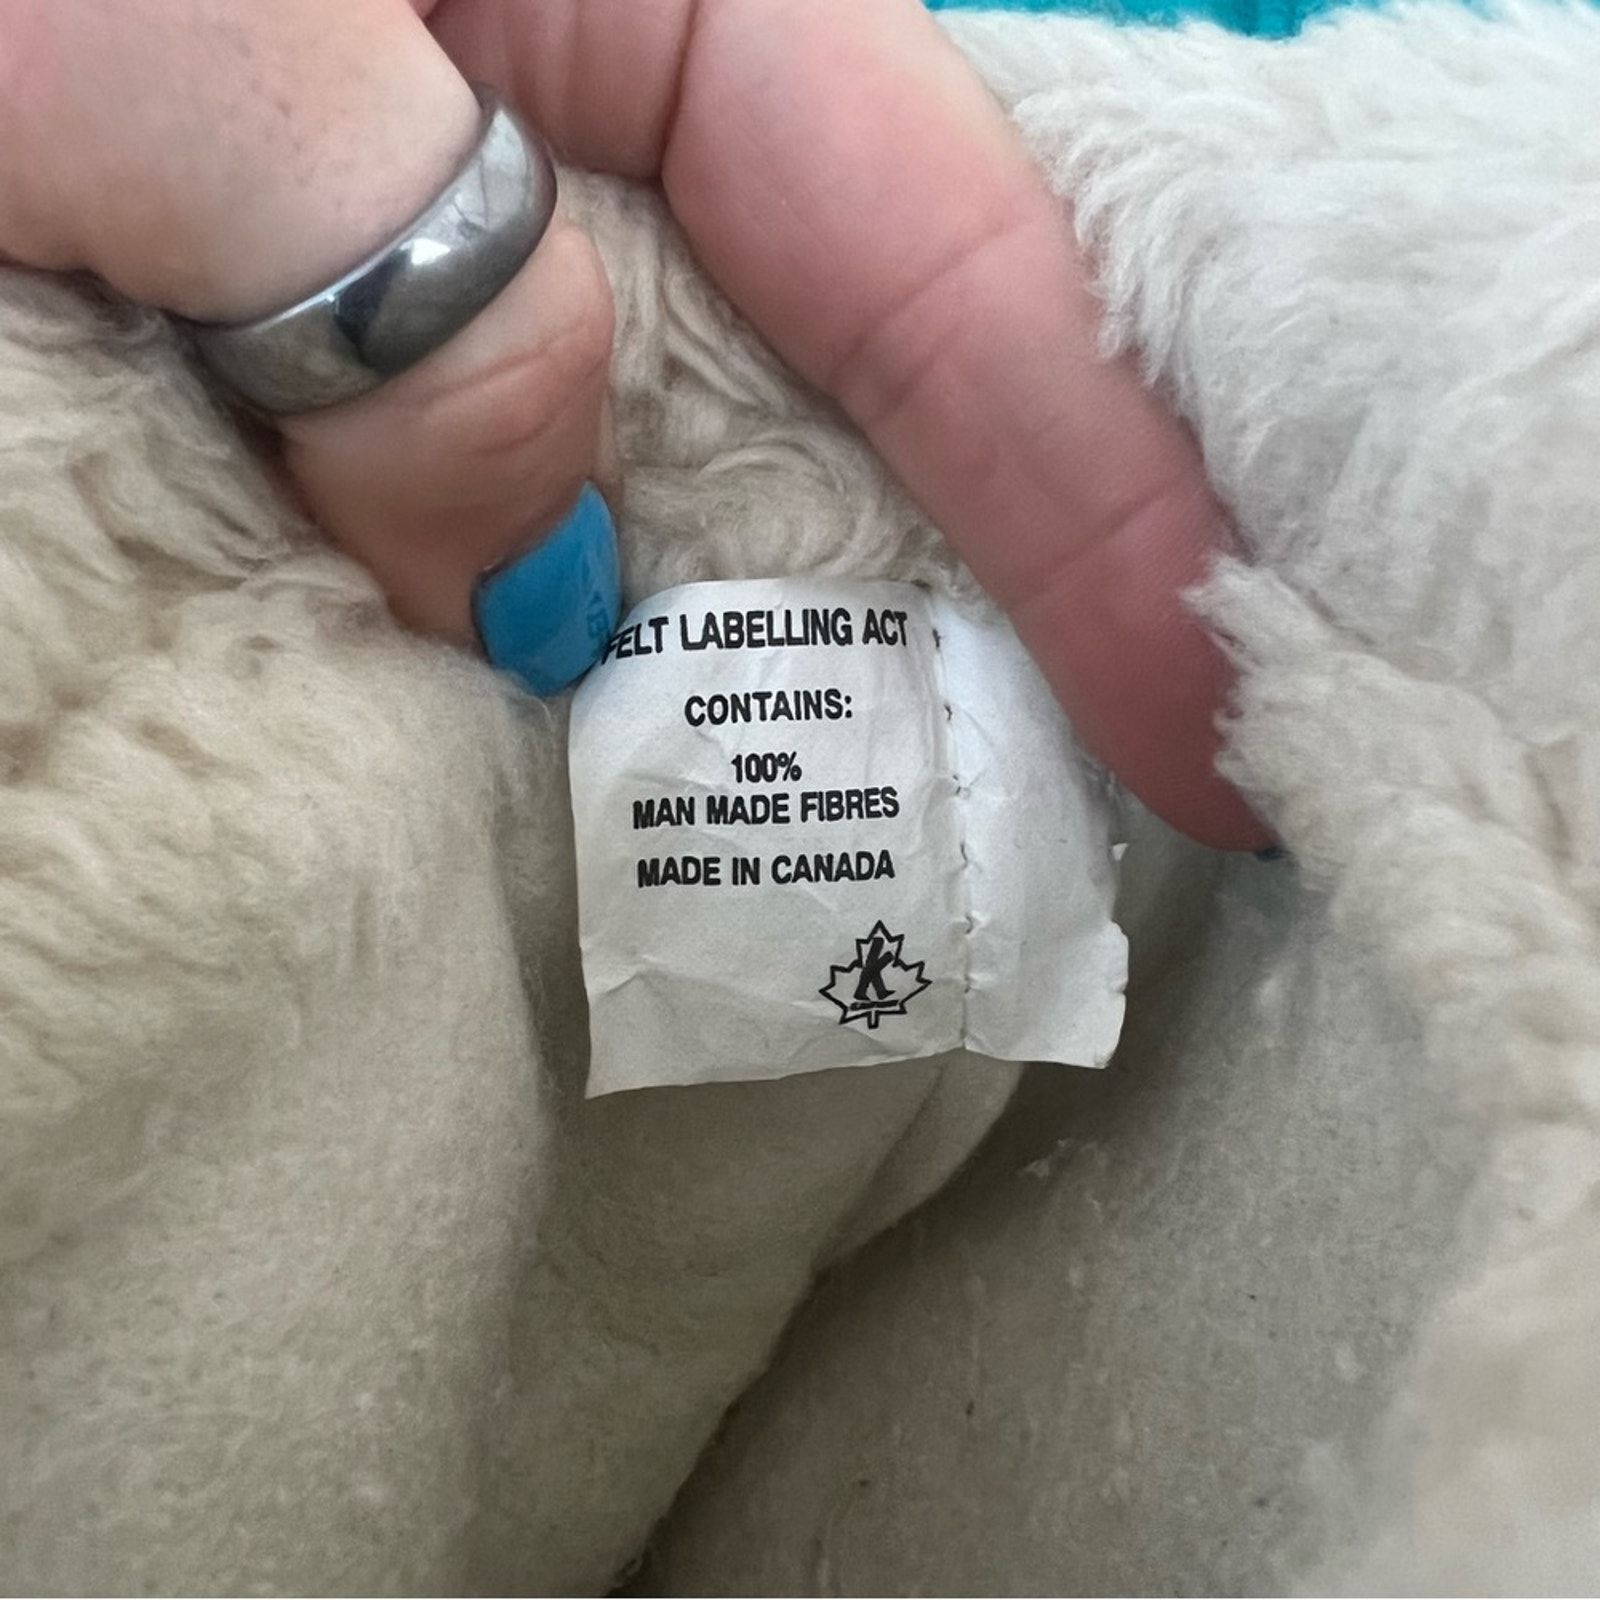 FELT LABELLING ACT
CONTAINS:
100%
MAN MADE FIBRES
MADE IN CANADA
K